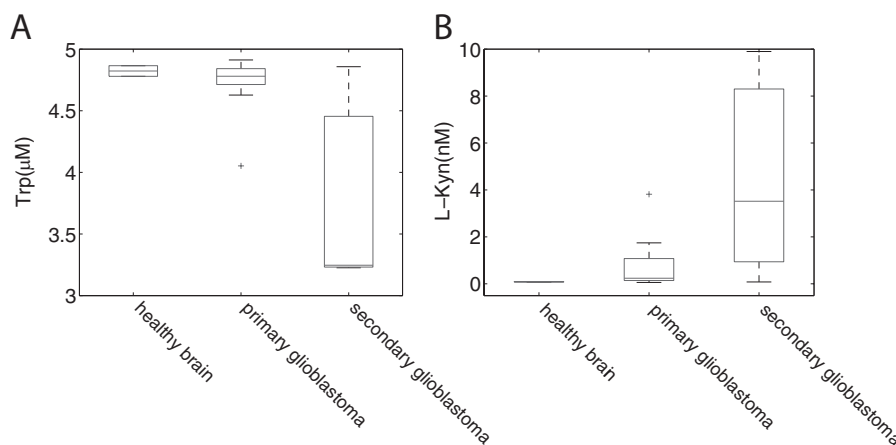 A
Trp(μM)
5
4.5
4
3.5
3
healthy brain
primary glioblastoma
secondary glioblastoma
B
L−Kyn(nM)
10
8
6
4
2
0
healthy brain
primary glioblastoma
secondary glioblastoma